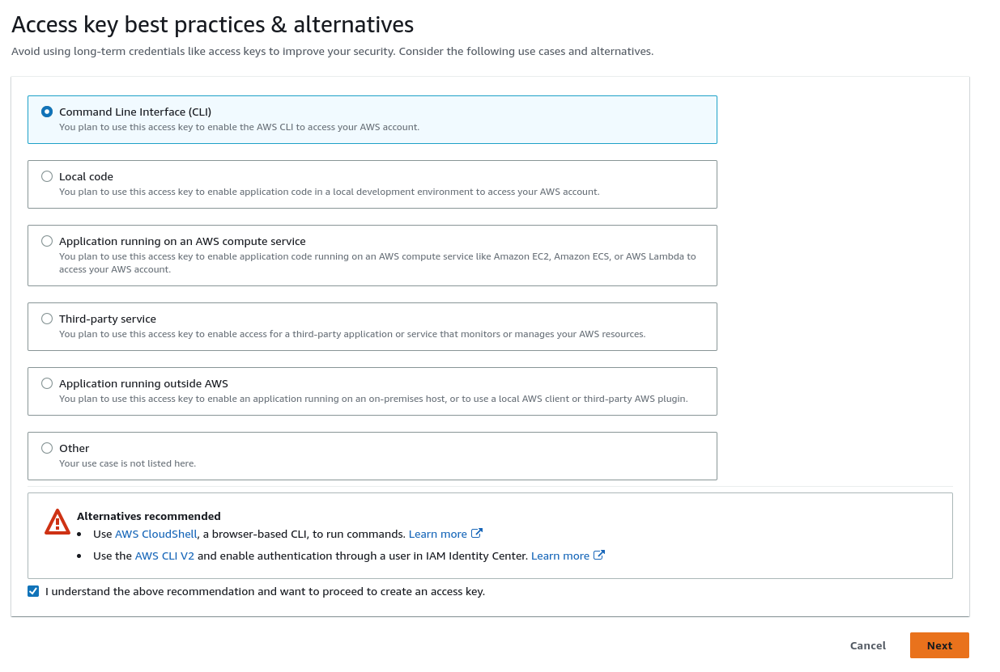 Access key best practices & alternatives
Avoid using long-term credentials like access keys to improve your security. Consider the following use cases and alternatives.
Command Line Interface (CLI)
You plan to use this access key to enable the AWS CLI to access your AWS account.
Local code
You plan to use this access key to enable application code in a local development environment to access your AWS account.
Application running on an AWS compute service
You plan to use this access key to enable application code running on an AWS compute service like Amazon EC2, Amazon ECS, or AWS Lambda to
access your AWS account.
Third-party service
You plan to use this access key to enable access for a third-party application or service that monitors or manages your AWS resources.
Application running outside AWS
You plan to use this access key to enable an application running on an on-premises host, or to use a local AWS client or third-party AWS plugin.
Other
Your use case is not listed here.
Alternatives recommended
• Use AWS CloudShell, a browser-based CLI, to run commands. Learn more
• Use the AWS CLI V2 and enable authentication through a user in IAM Identity Center. Learn more
I understand the above recommendation and want to proceed to create an access key.
Cancel Next